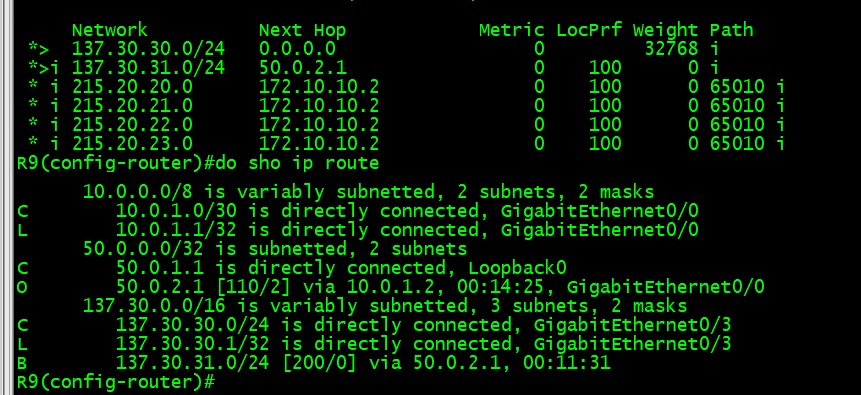 Network Next Hop Metric LocPrf Weight Path
*> 137.30.30.0/24 0.0.0.0 0 32768 i
*>i 137.30.31.0/24 50.0.2.1 0 100 0 i
* i 215.20.20.0 172.10.10.2 0 100 0 65010 i
* i 215.20.21.0 172.10.10.2 0 100 0 65010 i
* i 215.20.22.0 172.10.10.2 0 100 0 65010 i
* i 215.20.23.0 172.10.10.2 0 100 0 65010 i
R9(config-router)#do sho ip route
10.0.0.0/8 is variably subnetted, 2 subnets, 2 masks
C 10.0.1.0/30 is directly connected, GigabitEthernet0/0
L 10.0.1.1/32 is directly connected, GigabitEthernet0/0
50.0.0.0/32 is subnetted, 2 subnets
C 50.0.1.1 is directly connected, Loopback0
O 50.0.2.1 [110/2] via 10.0.1.2, 00:14:25, GigabitEthernet0/0
137.30.0.0/16 is variably subnetted, 3 subnets, 2 masks
C 137.30.30.0/24 is directly connected, GigabitEthernet0/3
L 137.30.30.1/32 is directly connected, GigabitEthernet0/3
B 137.30.31.0/24 [200/0] via 50.0.2.1, 00:11:31
R9(config-router)#